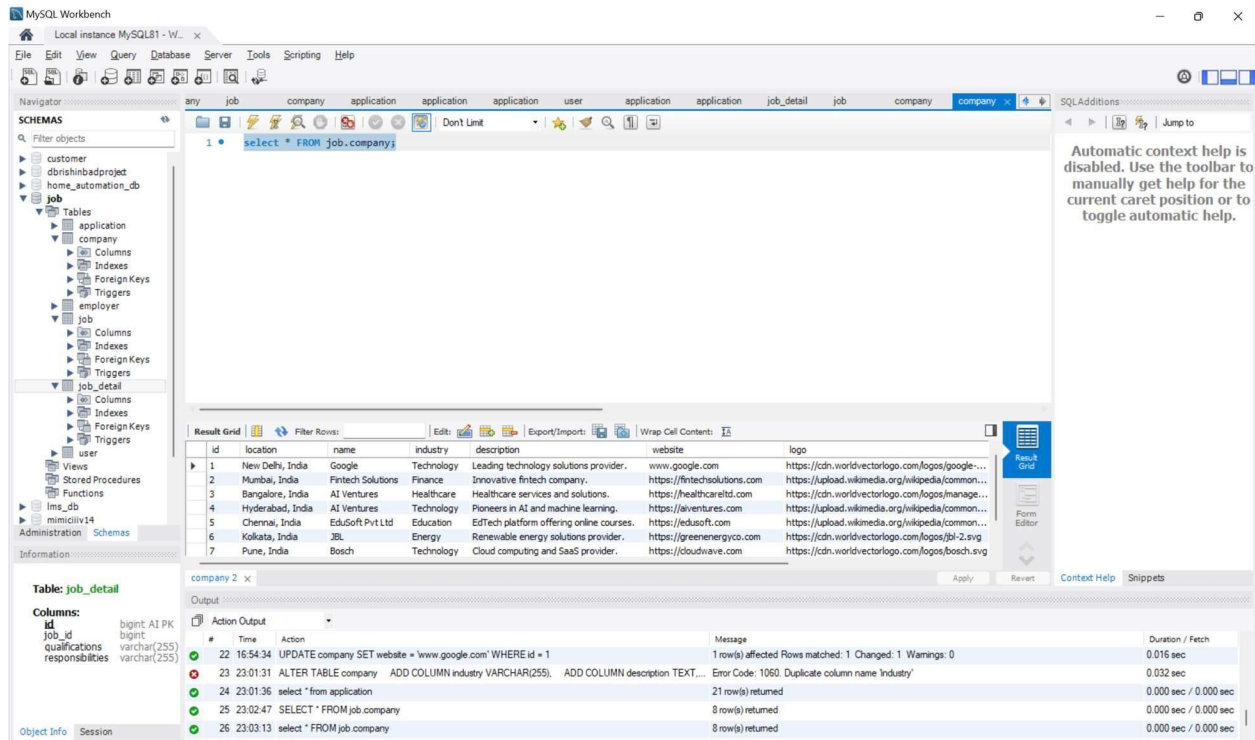 MySQL Workbench
Local instance MySQL81 - W...
File Edit View Query Database Server Tools Scripting Help
Navigator
SCHEMAS
Filter objects
customer
dbrishinbadproject
home_automation_db
job
Tables
application
company
Columns
Indexes
Foreign Keys
Triggers
employer
job
Columns
Indexes
Foreign Keys
Triggers
job_detail
Columns
Indexes
Foreign Keys
Triggers
user
Views
Stored Procedures
Functions
lms_db
mimiciiiv14
Administration Schemas
Information
Table: job_detail
Columns:
id bigint AI PK
job_id bigint
qualifications varchar(255)
responsibilities varchar(255)
Object Info Session
any job company application application application user application application job_detail job company company
Don't Limit
1 select * FROM job.company;
Result Grid Filter Rows: Edit: Export/Import: Wrap Cell Content:
id location name industry description website logo
1 New Delhi, India Google Technology Leading technology solutions provider. www.google.com https://cdn.worldvectorlogo.com/logos/google-...
2 Mumbai, India Fintech Solutions Finance Innovative fintech company. https://fintechsolutions.com https://upload.wikimedia.org/wikipedia/common...
3 Bangalore, India AI Ventures Healthcare Healthcare services and solutions. https://healthcareltd.com https://cdn.worldvectorlogo.com/logos/manage...
4 Hyderabad, India AI Ventures Technology Pioneers in AI and machine learning. https://aiventures.com https://upload.wikimedia.org/wikipedia/common...
5 Chennai, India EduSoft Pvt Ltd Education EdTech platform offering online courses. https://edusoft.com https://upload.wikimedia.org/wikipedia/common...
6 Kolkata, India JBL Energy Renewable energy solutions provider. https://greenenergyco.com https://cdn.worldvectorlogo.com/logos/jbl-2.svg
7 Pune, India Bosch Technology Cloud computing and SaaS provider. https://cloudwave.com https://cdn.worldvectorlogo.com/logos/bosch.svg
Result Grid
Form Editor
company 2
Apply Revert
Output
Action Output
# Time Action Message Duration / Fetch
22 16:54:34 UPDATE company SET website = 'www.google.com' WHERE id = 1 1 row(s) affected Rows matched: 1 Changed: 1 Warnings: 0 0.016 sec
23 23:01:31 ALTER TABLE company ADD COLUMN industry VARCHAR(255), ADD COLUMN description TEXT,... Error Code: 1060. Duplicate column name 'industry' 0.032 sec
24 23:01:36 select * from application 21 row(s) returned 0.000 sec / 0.000 sec
25 23:02:47 SELECT * FROM job.company 8 row(s) returned 0.000 sec / 0.000 sec
26 23:03:13 select * FROM job.company 8 row(s) returned 0.000 sec / 0.000 sec
SQLAdditions
Jump to
Automatic context help is
disabled. Use the toolbar to
manually get help for the
current caret position or to
toggle automatic help.
Context Help Snippets